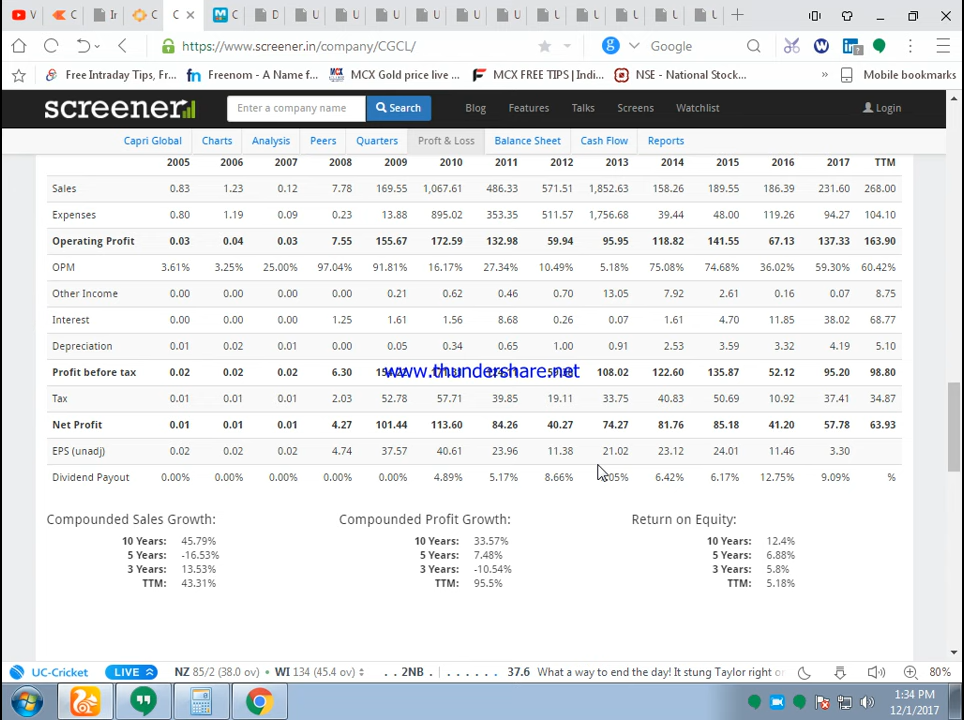 V C Ir C C D U U U U U U U U U U U
https://www.screener.in/company/CGCL/ Google
Free Intraday Tips, Fr... Freenom - A Name f... MCX Gold price live ... MCX FREE TIPS | Indi... NSE - National Stock... » Mobile bookmarks
screener Enter a company name Search Blog Features Talks Screens Watchlist Login
Capri Global Charts Analysis Peers Quarters Proft & Loss Balance Sheet Cash Flow Reports
2005 2006 2007 2008 2009 2010 2011 2012 2013 2014 2015 2016 2017 TTM
Sales 0.83 1.23 0.12 7.78 169.55 1,067.61 486.33 571.51 1,852.63 158.26 189.55 186.39 231.60 268.00
Expenses 0.80 1.19 0.09 0.23 13.88 895.02 353.35 511.57 1,756.68 39.44 48.00 119.26 94.27 104.10
Operating Profit 0.03 0.04 0.03 7.55 155.67 172.59 132.98 59.94 95.95 118.82 141.55 67.13 137.33 163.90
OPM 3.61% 3.25% 25.00% 97.04% 91.81% 16.17% 27.34% 10.49% 5.18% 75.08% 74.68% 36.02% 59.30% 60.42%
Other Income 0.00 0.00 0.00 0.00 0.21 0.62 0.46 0.70 13.05 7.92 2.61 0.16 0.07 8.75
Interest 0.00 0.00 0.00 1.25 1.61 1.56 8.68 0.26 0.07 1.61 4.70 11.85 38.02 68.77
Depreciation 0.01 0.02 0.01 0.00 0.05 0.34 0.65 1.00 0.91 2.53 3.59 3.32 4.19 5.10
Profit before tax 0.02 0.02 0.02 6.30 www.thundershare.net 108.02 122.60 135.87 52.12 95.20 98.80
Tax 0.01 0.01 0.01 2.03 52.78 57.71 39.85 19.11 33.75 40.83 50.69 10.92 37.41 34.87
Net Profit 0.01 0.01 0.01 4.27 101.44 113.60 84.26 40.27 74.27 81.76 85.18 41.20 57.78 63.93
EPS (unadj) 0.02 0.02 0.02 4.74 37.57 40.61 23.96 11.38 21.02 23.12 24.01 11.46 3.30
Dividend Payout 0.00% 0.00% 0.00% 0.00% 0.00% 4.89% 5.17% 8.66% 6.42% 6.17% 12.75% 9.09% %
Compounded Sales Growth: Compounded Profit Growth: Return on Equity:
10 Years: 45.79% 10 Years: 33.57% 10 Years: 12.4%
5 Years: -16.53% 5 Years: 7.48% 5 Years: 6.88%
3 Years: 13.53% 3 Years: -10.54% 3 Years: 5.8%
TTM: 43.31% TTM: 95.5% TTM: 5.18%
UC-Cricket LIVE NZ 85/2 (38.0 ov) • WI 134 (45.4 ov) . . 2NB . . . . . . 37.6 What a way to end the day! It stung Taylor right 80%
1:34 PM
12/1/2017